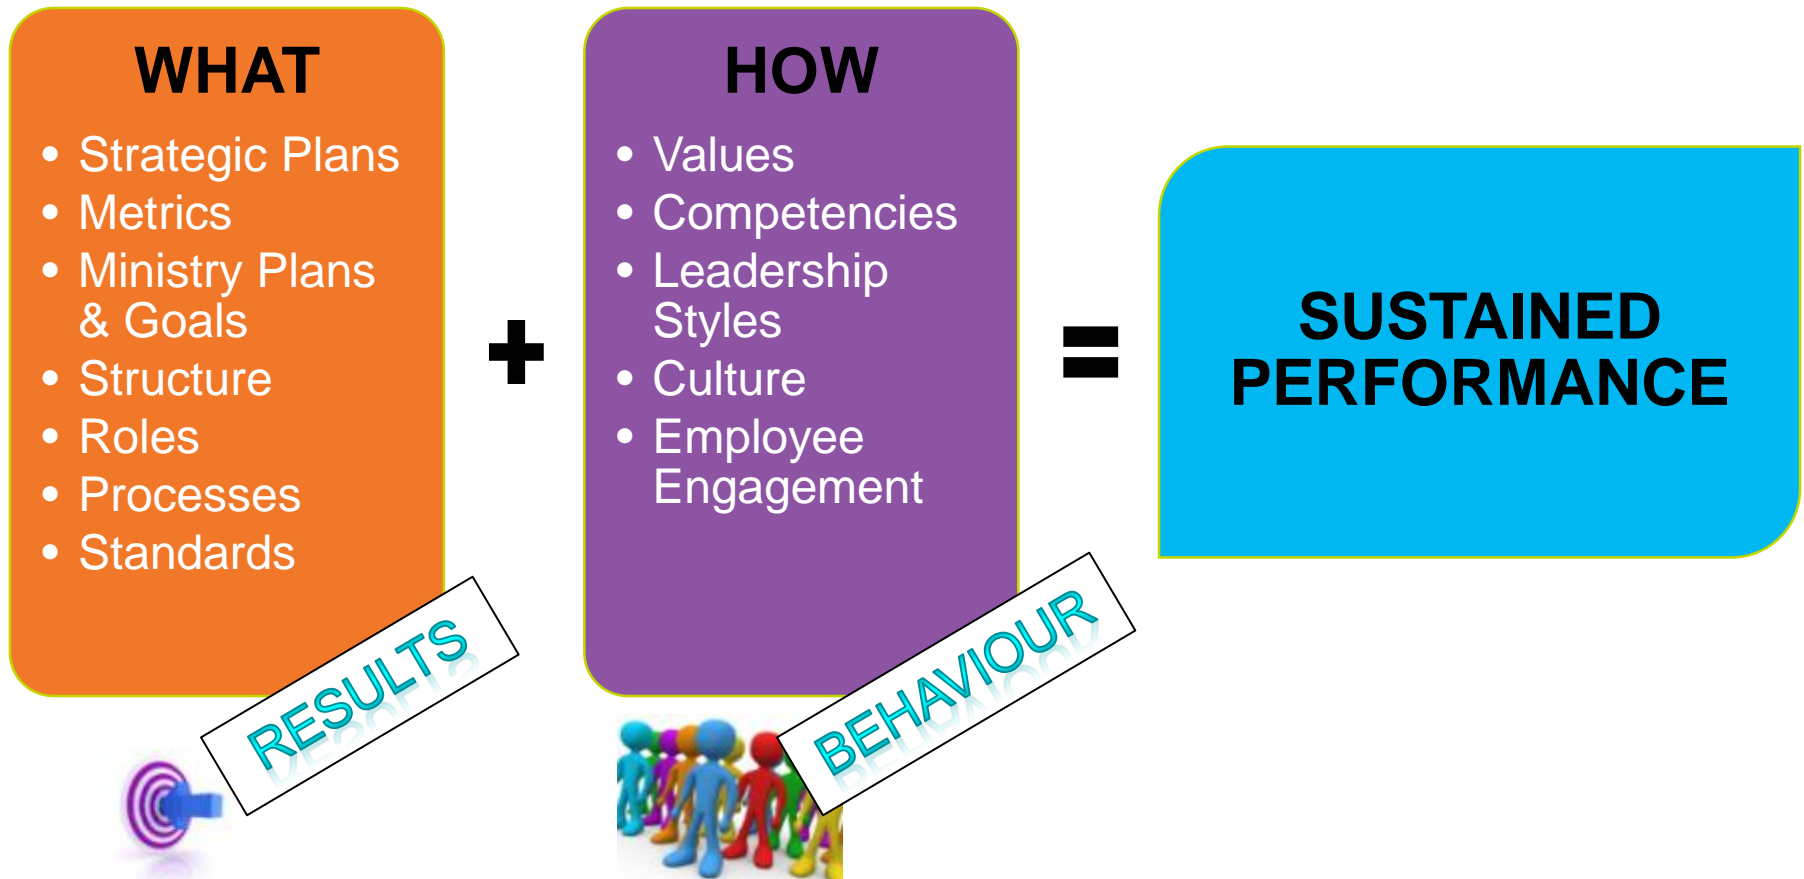 WHAT
• Strategic Plans
• Metrics
• Ministry Plans
& Goals
• Structure
• Roles
• Processes
• Standards
RESULTS
+
HOW
• Values
• Competencies
• Leadership
Styles
• Culture
• Employee
Engagement
BEHAVIOUR
=
SUSTAINED
PERFORMANCE